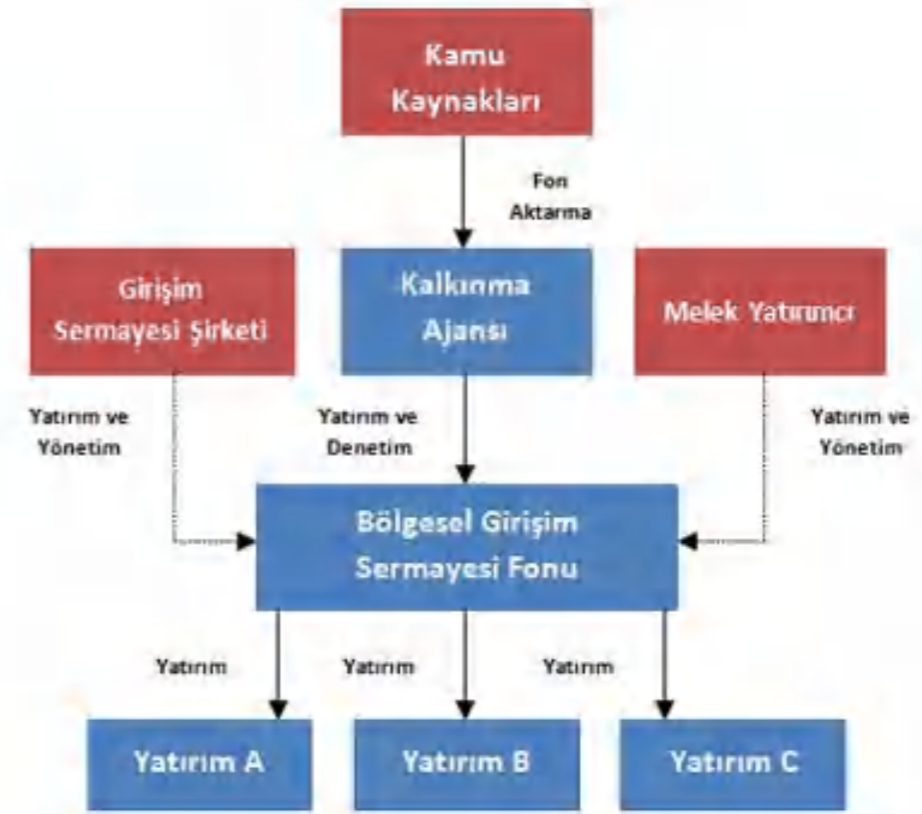 Kamu
Kaynakları
Fon
Aktarma
Girişim
Sermayesi Şirketi
Kalkınma
Ajansı
Melek Yatırımcı
Yatırım ve
Yönetim
Yatırım ve
Denetim
Yatırım ve
Yönetim
Bölgesel Girişim
Sermayesi Fonu
Yatırım
Yatırım
Yatırım
Yatırım A
Yatırım B
Yatırım C